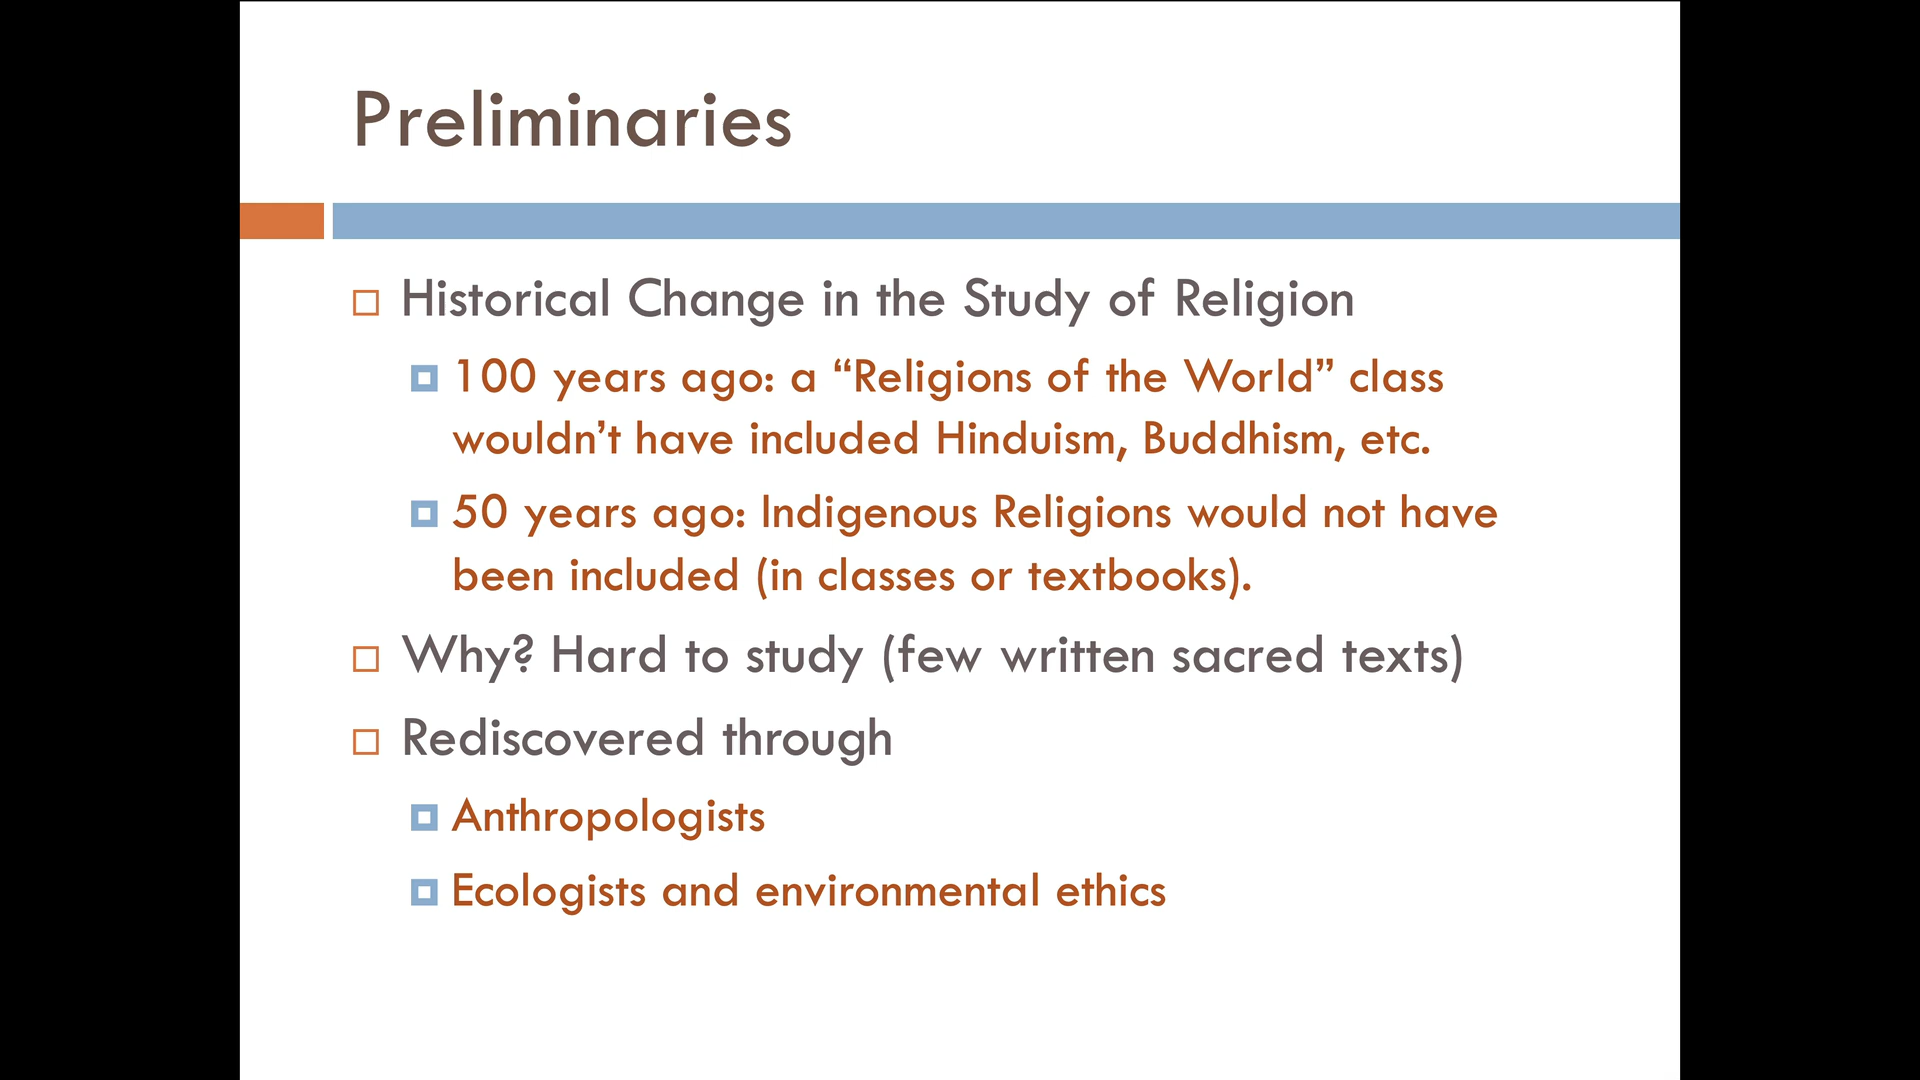 Preliminaries
Historical Change in the Study of Religion
100 years ago: a “Religions of the World” class
wouldn’t have included Hinduism, Buddhism, etc.
50 years ago: Indigenous Religions would not have
been included (in classes or textbooks).
Why? Hard to study (few written sacred texts)
Rediscovered through
Anthropologists
Ecologists and environmental ethics